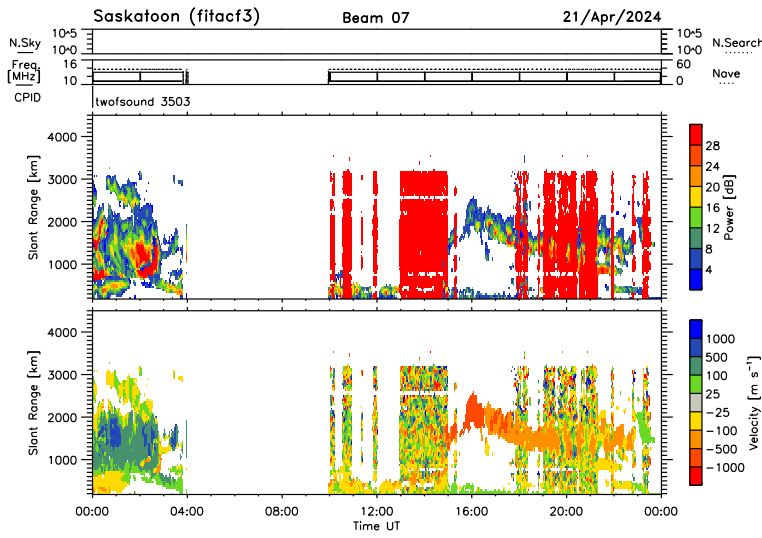 Saskatoon (fitacf3) Beam 07 21/Apr/2024
N.Sky 10^5 10^0 10^5 10^0 N.Search
Freq. [MHz] 16 10 60 0 Nave
CPID twofsound 3503
Slant Range [km] 4000 3000 2000 1000
Power [dB] 28 24 20 16 12 8 4
Slant Range [km] 4000 3000 2000 1000
Velocity [m s⁻¹] 1000 500 100 25 −25 −100 −500 −1000
00:00 04:00 08:00 12:00 16:00 20:00 00:00
Time UT